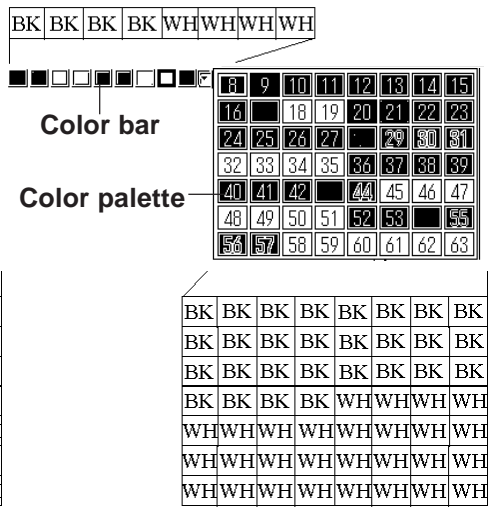 BK BK BK BK WH WH WH WH
Color bar
8 9 10 11 12 13 14 15
16 18 19 20 21 22 23
24 25 26 27 29 30 31
32 33 34 35 36 37 38 39
Color palette
40 41 42 44 45 46 47
48 49 50 51 52 53 55
56 57 58 59 60 61 62 63
BK BK BK BK BK BK BK BK
BK BK BK BK BK BK BK BK
BK BK BK BK BK BK BK BK
BK BK BK BK WH WH WH WH
WH WH WH WH WH WH WH WH
WH WH WH WH WH WH WH WH
WH WH WH WH WH WH WH WH